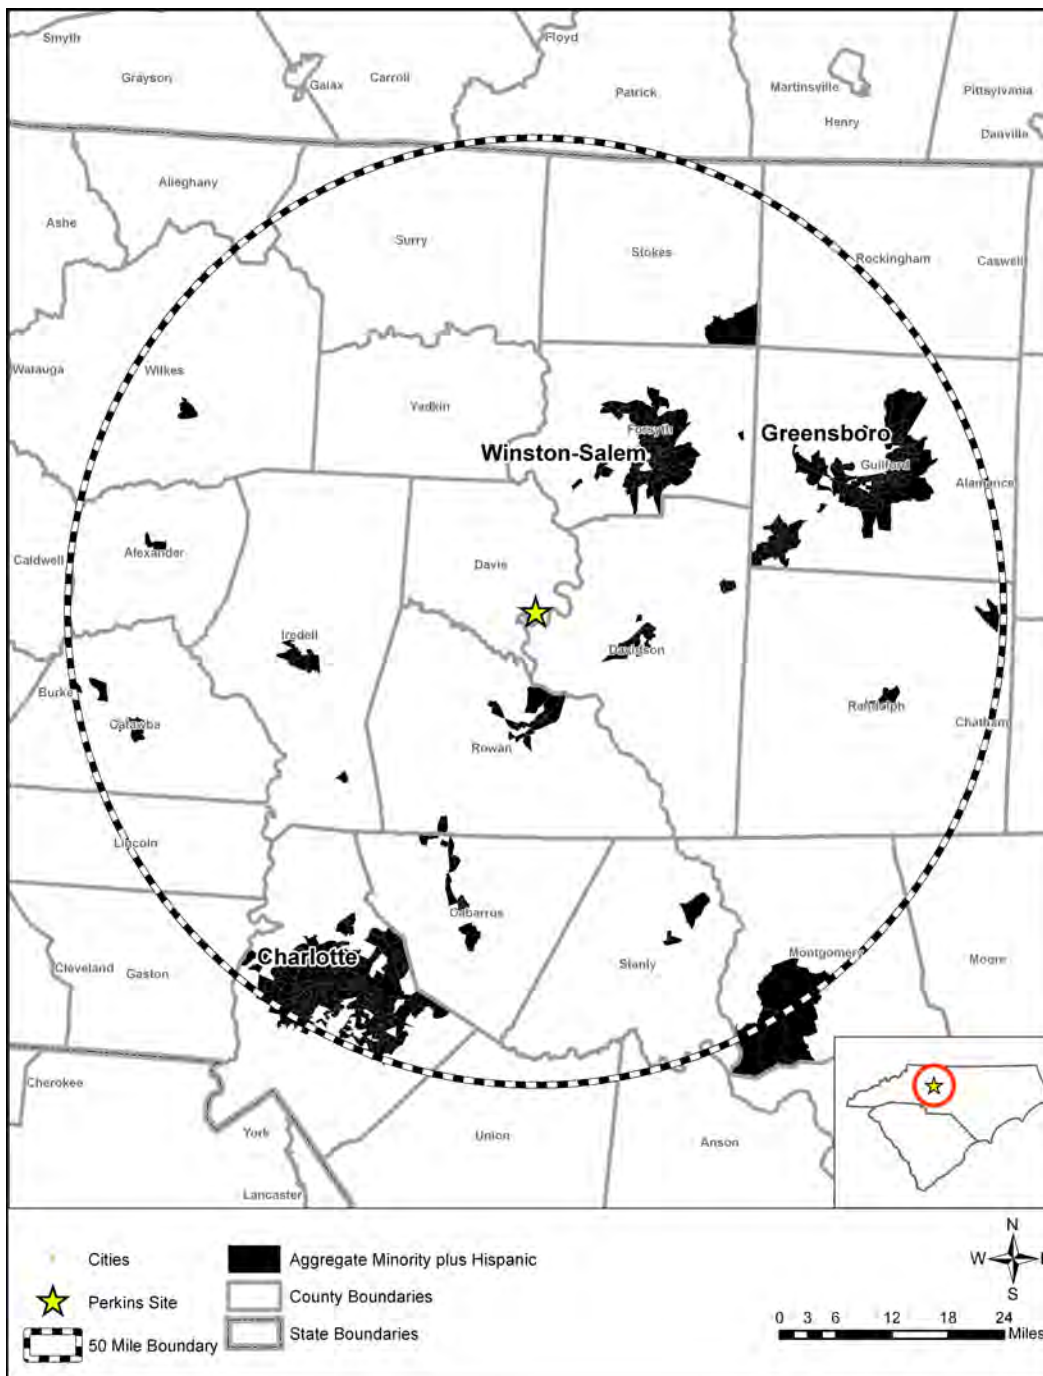 Smyth
Floyd
Grayson
Galax
Carroll
Patrick
Martinsville
Henry
Pittsylvania
Danville
Alleghany
Ashe
Surry
Stokes
Rockingham
Caswell
Watauga
Wilkes
Yadkin
Forsyth
Greensboro
Winston-Salem
Guilford
Alamance
Caldwell
Alexander
Davie
Iredell
Davidson
Burke
Catawba
Rowan
Randolph
Chatham
Lincoln
Cabarrus
Charlotte
Cleveland
Gaston
Stanly
Montgomery
Moore
Cherokee
York
Union
Anson
Lancaster
Cities
Perkins Site
50 Mile Boundary
Aggregate Minority plus Hispanic
County Boundaries
State Boundaries
N
W
S
0 3 6 12 18 24
Miles